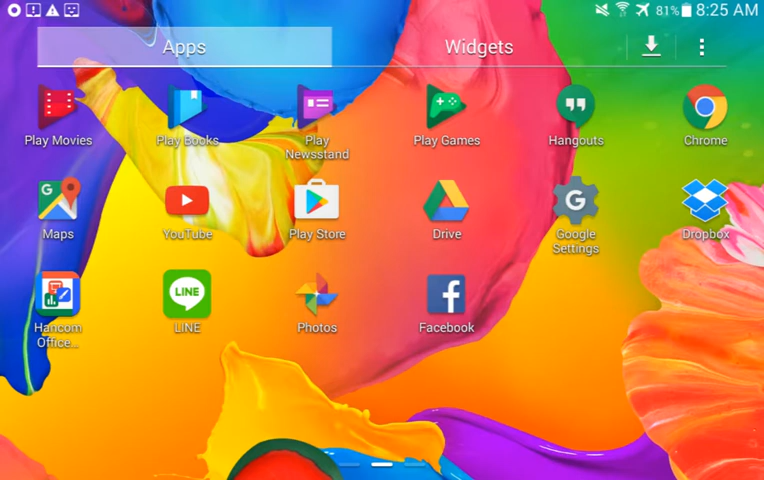 81% 8:25 AM
Apps Widgets
Play Movies Play Books Play Newsstand Play Games Hangouts Chrome
G
Maps YouTube Play Store Drive Google Settings Dropbox
G
LINE
f
Hancom Office... LINE Photos Facebook